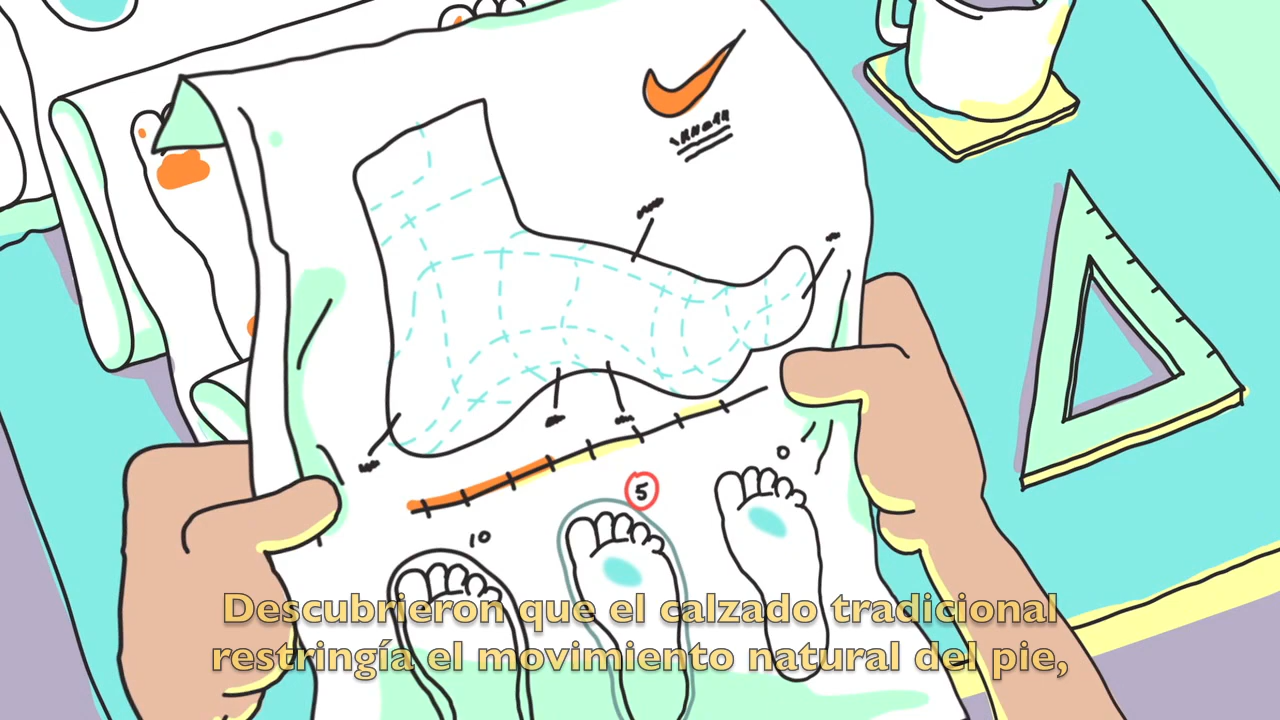 0
5
10
Descubrieron que el calzado tradicional
restringía el movimiento natural del pie,